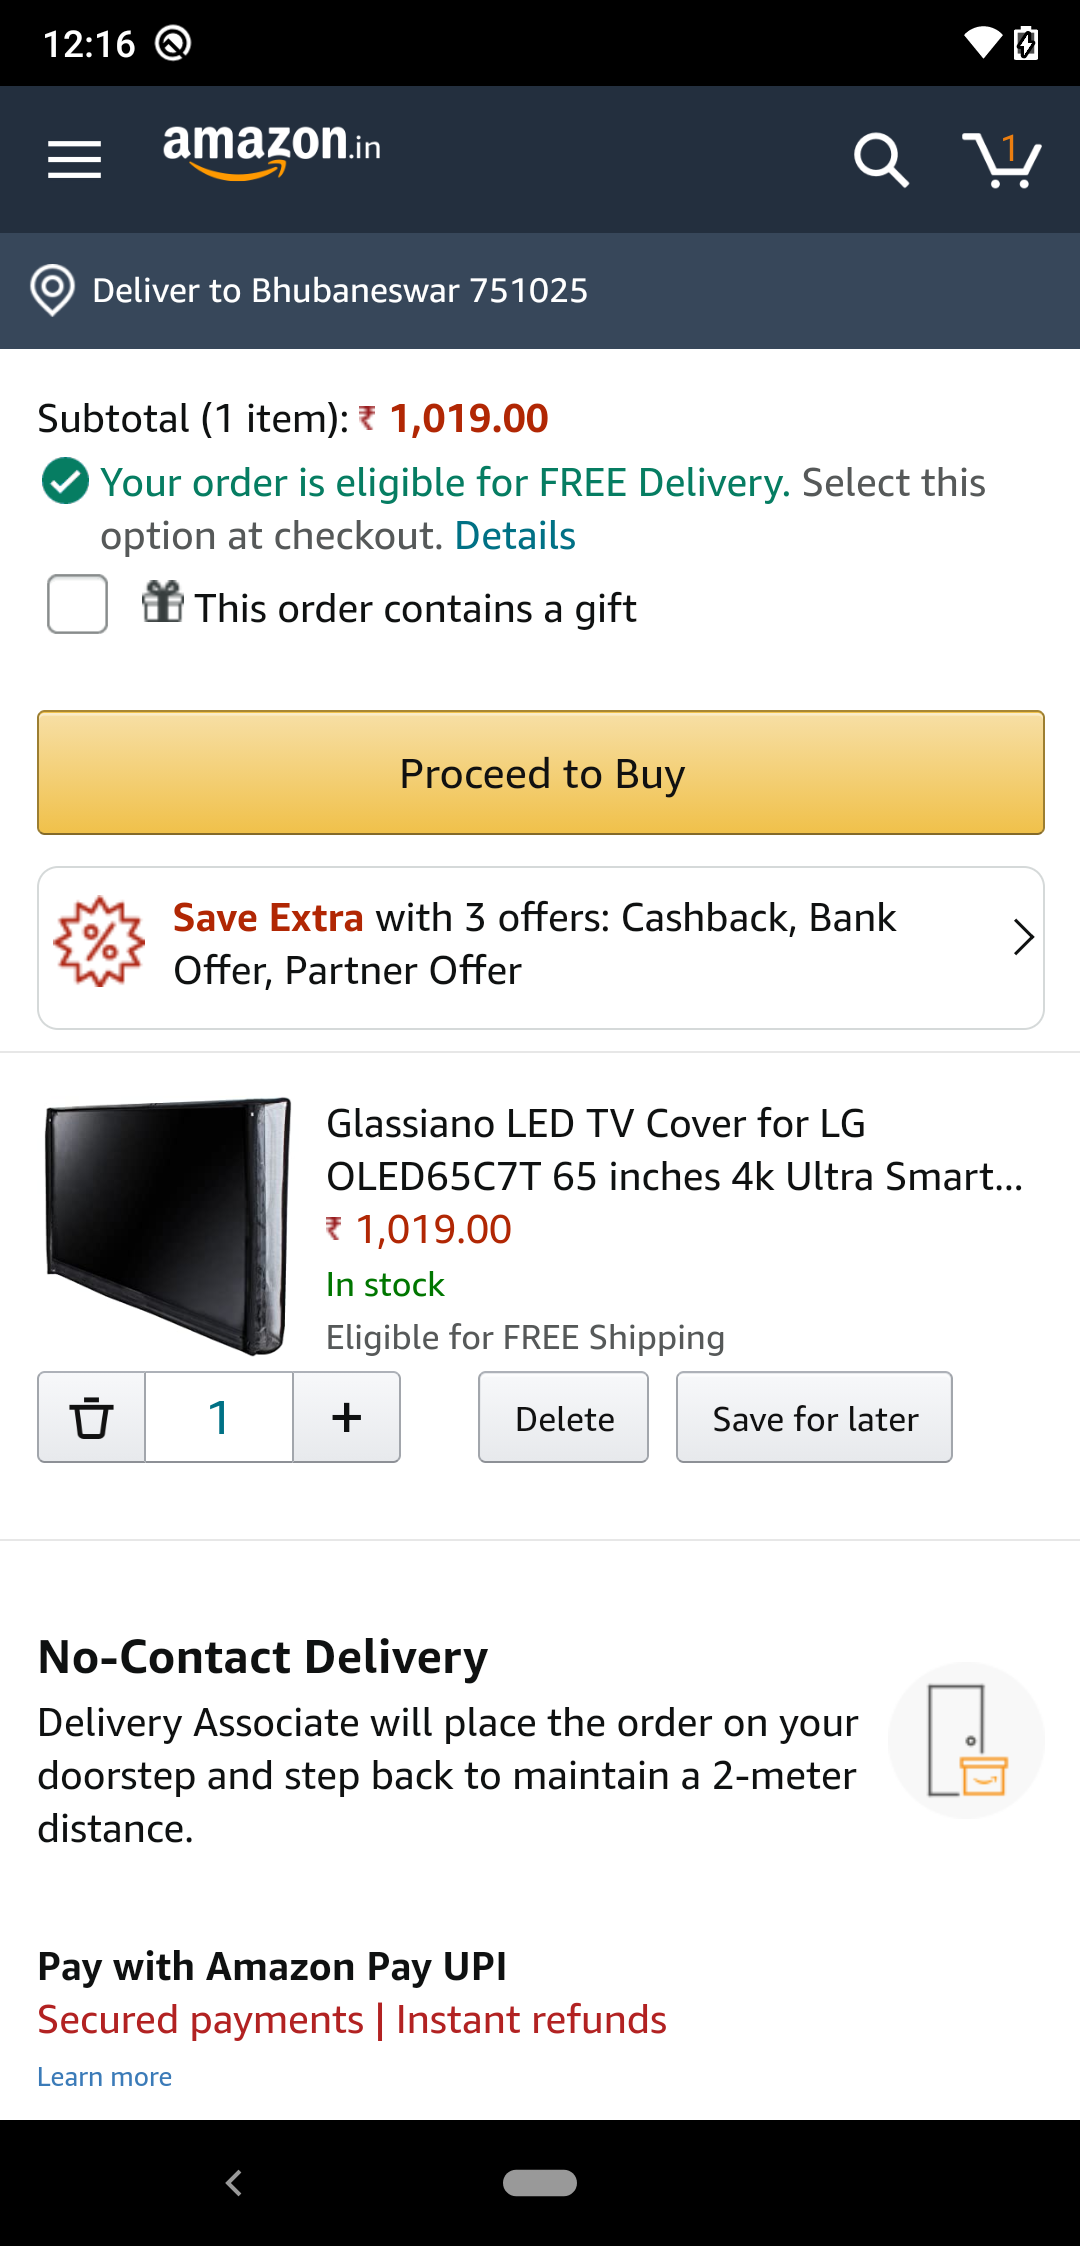 12:16
amazon.in
1
Deliver to Bhubaneswar 751025
Subtotal (1 item): ₹ 1,019.00
Your order is eligible for FREE Delivery. Select this
option at checkout. Details
This order contains a gift
Proceed to Buy
Save Extra with 3 offers: Cashback, Bank
Offer, Partner Offer
Glassiano LED TV Cover for LG
OLED65C7T 65 inches 4k Ultra Smart...
₹ 1,019.00
In stock
Eligible for FREE Shipping
1 + Delete Save for later
No-Contact Delivery
Delivery Associate will place the order on your
doorstep and step back to maintain a 2-meter
distance.
Pay with Amazon Pay UPI
Secured payments | Instant refunds
Learn more